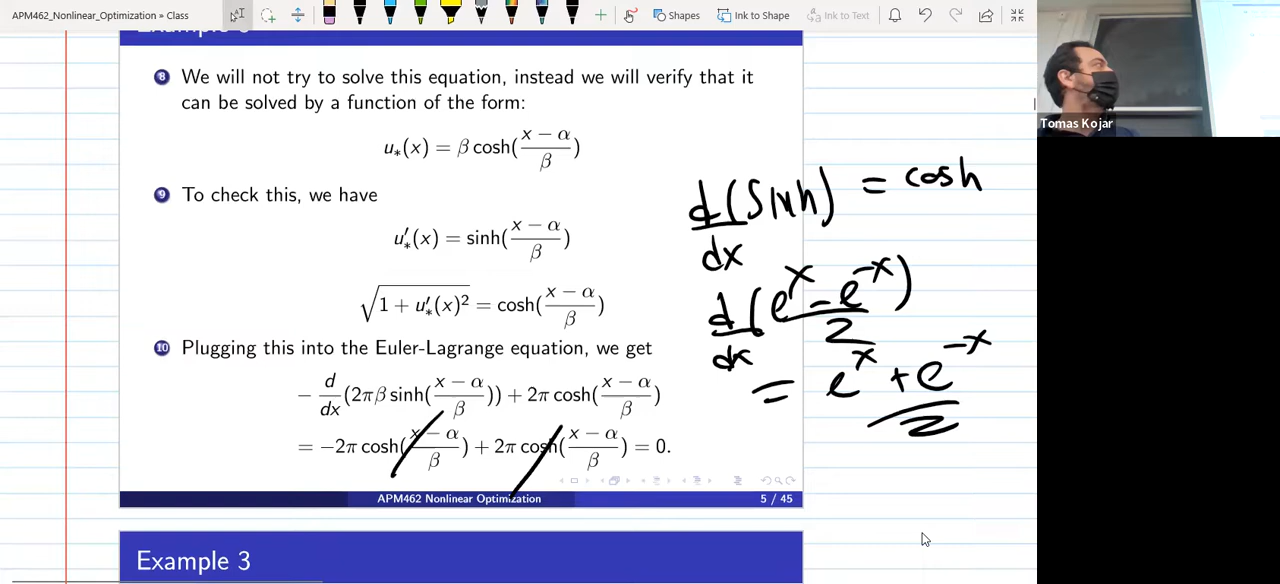 APM462_Nonlinear_Optimization » Class
Shapes
Ink to Shape
Ink to Text
Tomas Kojar
8 We will not try to solve this equation, instead we will verify that it
can be solved by a function of the form:
u∗(x) = β cosh((x − α)/β)
9 To check this, we have
u′∗(x) = sinh((x − α)/β)
√(1 + u′∗(x)²) = cosh((x − α)/β)
10 Plugging this into the Euler-Lagrange equation, we get
− d/dx (2πβ sinh((x − α)/β)) + 2π cosh((x − α)/β)
= −2π cosh((x − α)/β) + 2π cosh((x − α)/β) = 0.
d/dx (sinh) = cosh
d/dx ((e^x − e^−x)/2)
= (e^x + e^−x)/2
APM462 Nonlinear Optimization
5 / 45
Example 3